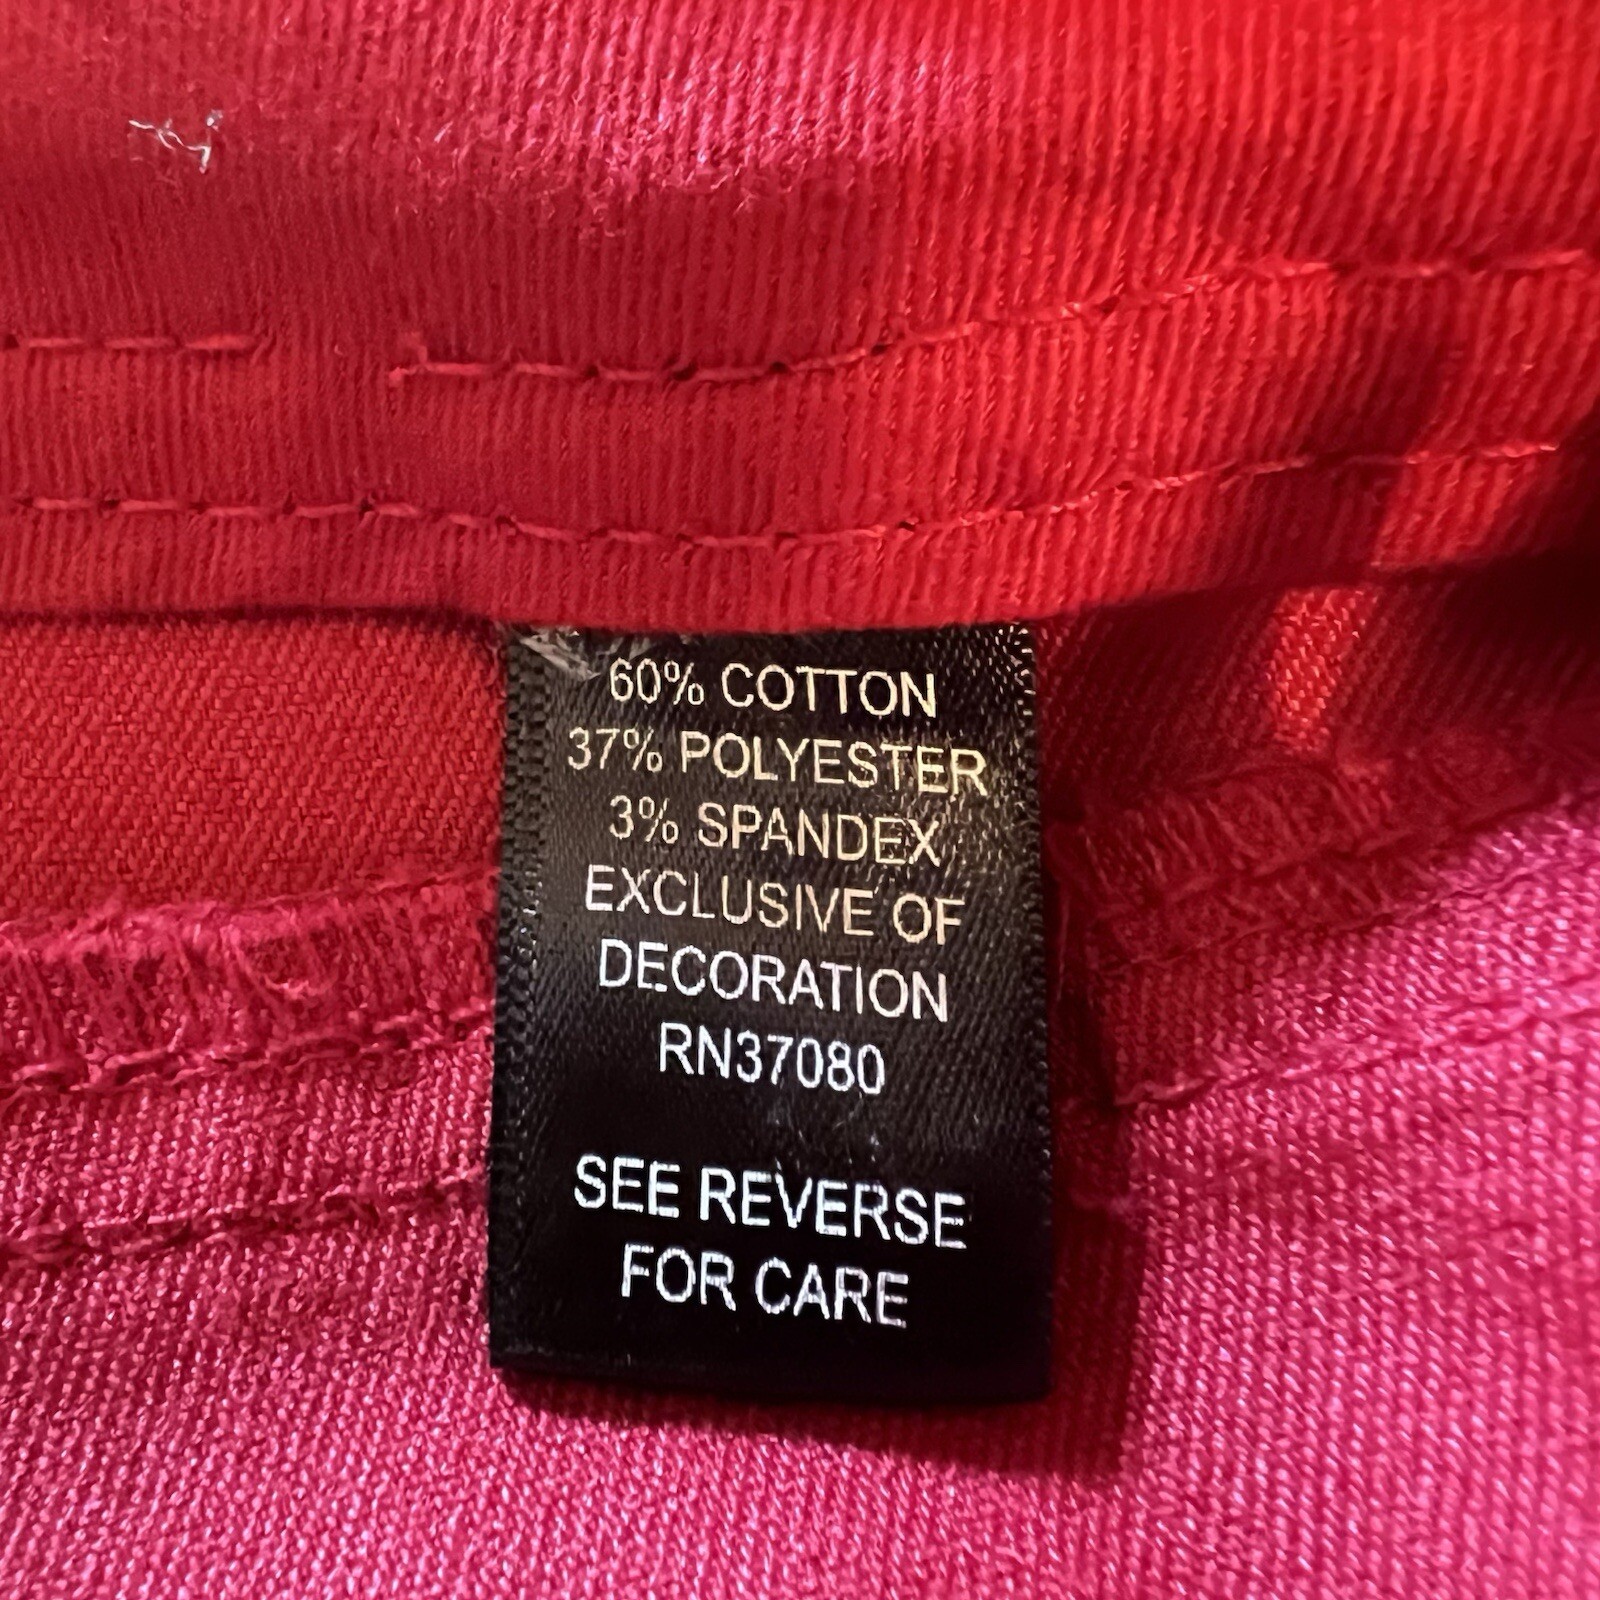 60% COTTON
37% POLYESTER
3% SPANDEX
EXCLUSIVE OF
DECORATION
RN37080
SEE REVERSE
FOR CARE